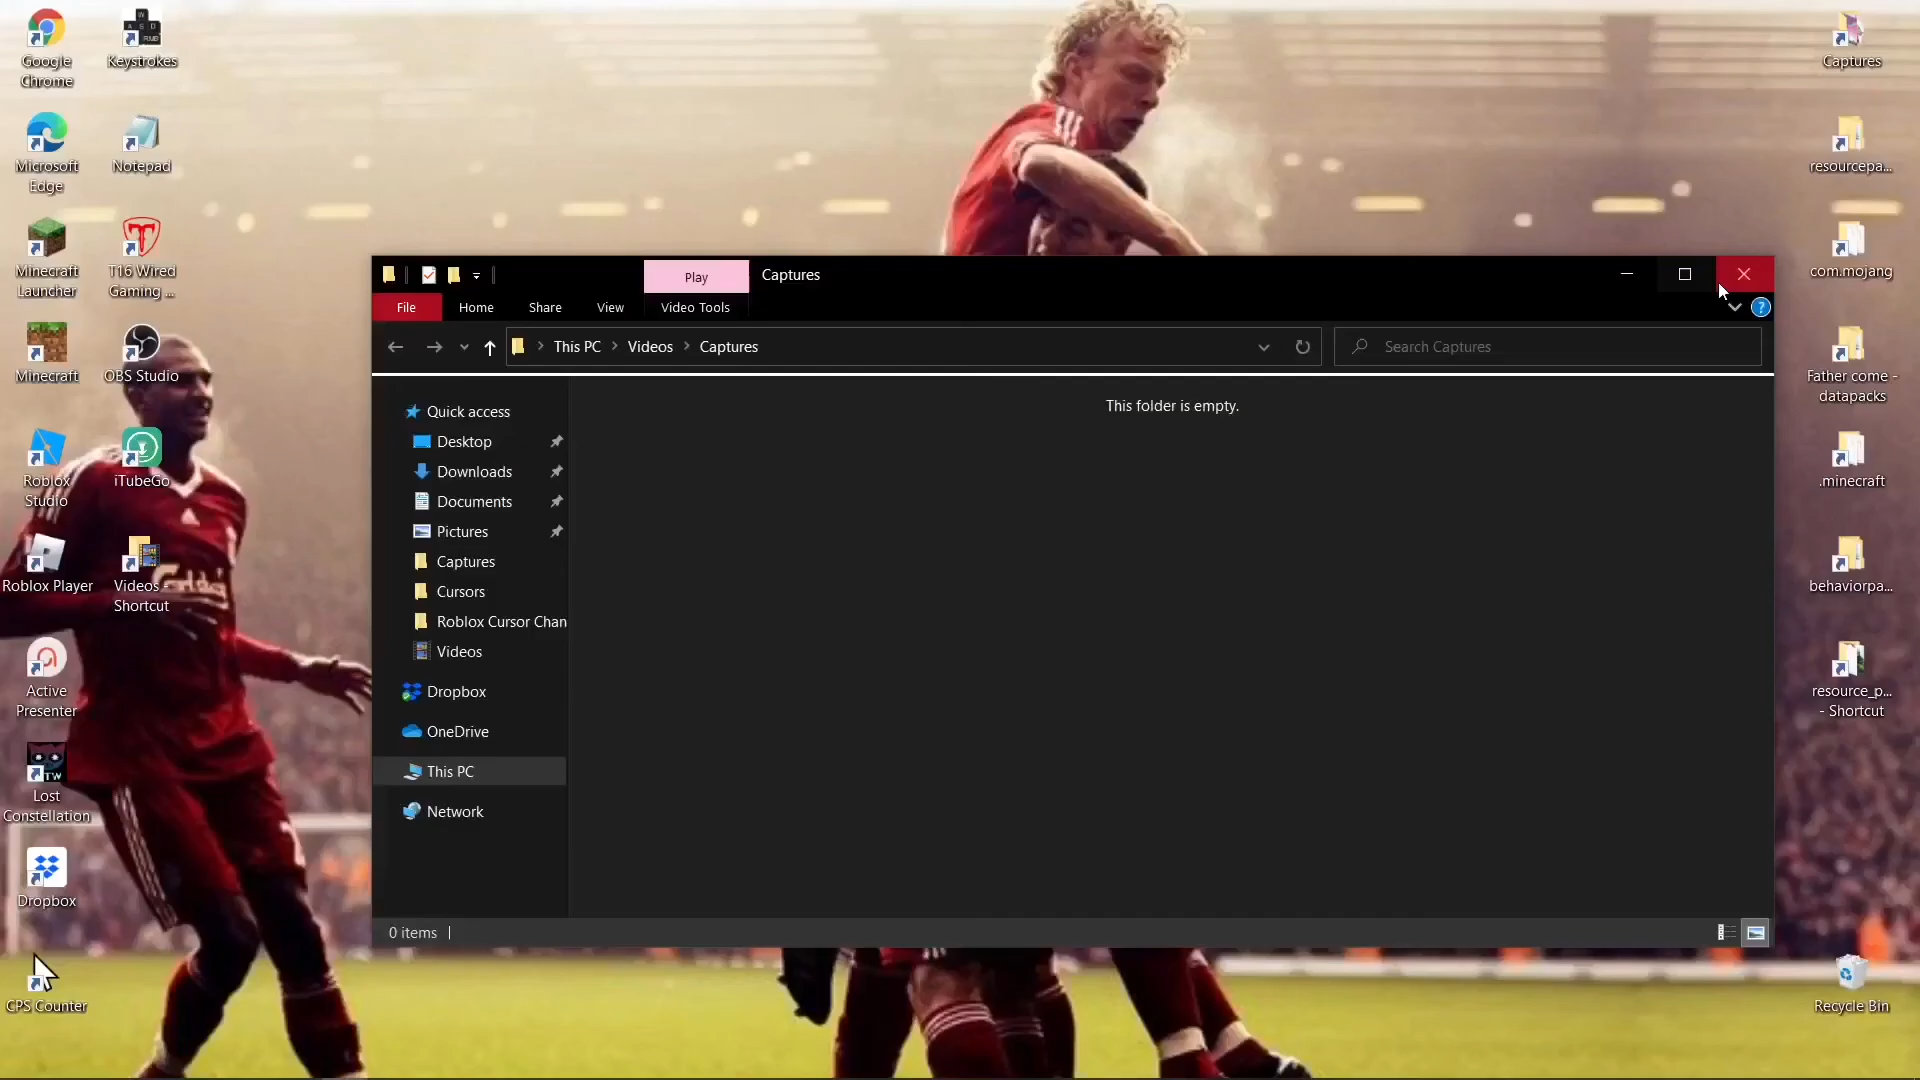 Google
Chrome
Keystrokes
Microsoft
Edge
Notepad
Minecraft
Launcher
T16 Wired
Gaming ...
Minecraft
OBS Studio
Roblox
Studio
iTubeGo
Roblox Player
Videos -
Shortcut
Active
Presenter
Lost
Constellation
Dropbox
CPS Counter
Play
Captures
File
Home
Share
View
Video Tools
This PC
Videos
Captures
Search Captures
Quick access
Desktop
Downloads
Documents
Pictures
Captures
Cursors
Roblox Cursor Chan
Videos
Dropbox
OneDrive
This PC
Network
This folder is empty.
0 items
Captures
resourcepa...
com.mojang
Father come -
datapacks
.minecraft
behaviorpa...
resource_p...
- Shortcut
Recycle Bin